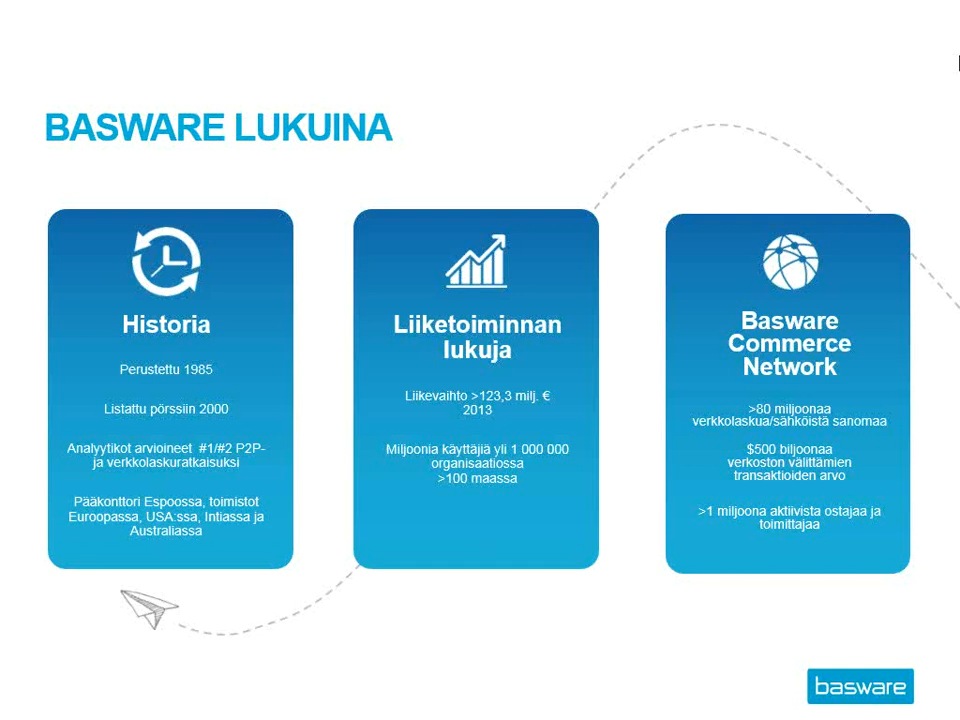 BASWARE LUKUINA
Historia
Perustettu 1985
Listattu pörssiin 2000
Analyytikot arvioineet #1/#2 P2P-
ja verkkolaskuratkaisuksi
Pääkonttori Espoossa, toimistot
Euroopassa, USA:ssa, Intiassa ja
Australiassa
Liiketoiminnan
lukuja
Liikevaihto >123,3 milj. €
2013
Miljoonia käyttäjiä yli 1 000 000
organisaatiossa
>100 maassa
Basware
Commerce
Network
>80 miljoonaa
verkkolaskua/sähköistä sanomaa
$500 biljoonaa
verkoston välittämien
transaktioiden arvo
>1 miljoona aktiivista ostajaa ja
toimittajaa
basware